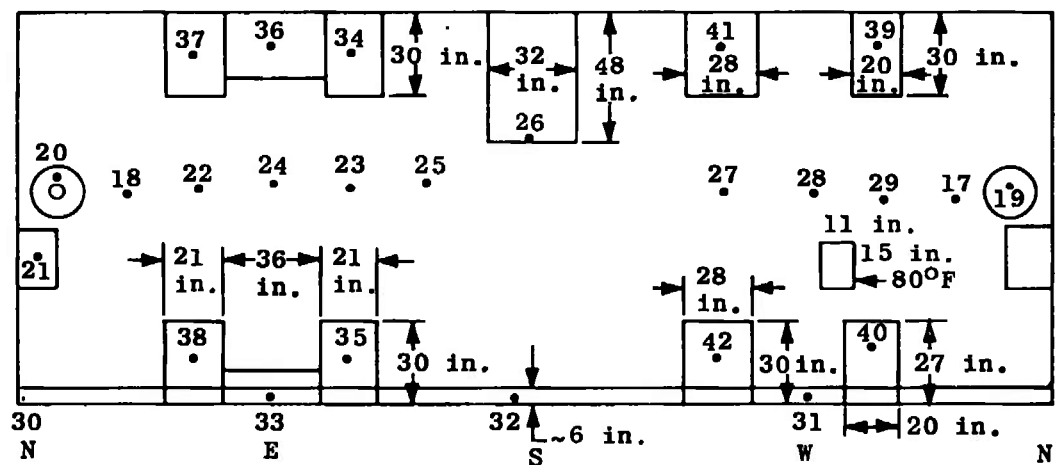 37 36 34 30 in. 32 in. 48 in. 41 28 in. 39 20 in. 30 in.
26
20 18 22 24 23 25 27 28 29 17 19
21 21 in. 36 in. 21 in. 28 in. 11 in. 15 in. 80°F
38 35 30 in. 42 30 in. 40 27 in.
30 33 32 ~6 in. 31 20 in.
N E S W N